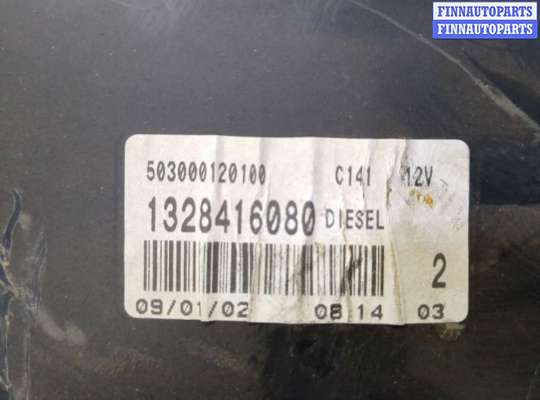 FINNAUTOPARTS
FINNAUTOPARTS
503000120100 C141 12V
1328416080 DIESEL
2
09/01/02 08:14 03